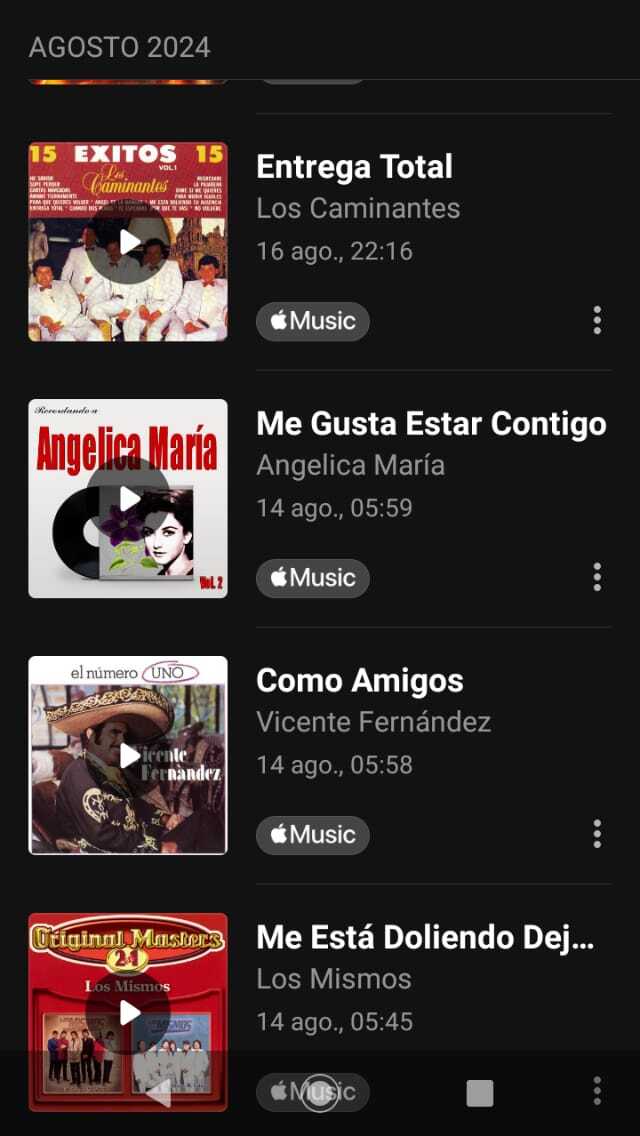 AGOSTO 2024
15 EXITOS 15
VOL.1
Los Caminantes
Entrega Total
Los Caminantes
16 ago., 22:16
Music
Recordando a
Angelica María
Vol. 2
Me Gusta Estar Contigo
Angelica María
14 ago., 05:59
Music
el número UNO
Vicente
Fernández
Como Amigos
Vicente Fernández
14 ago., 05:58
Music
Original Masters
2en1
Los Mismos
Me Está Doliendo Dej...
Los Mismos
14 ago., 05:45
Music